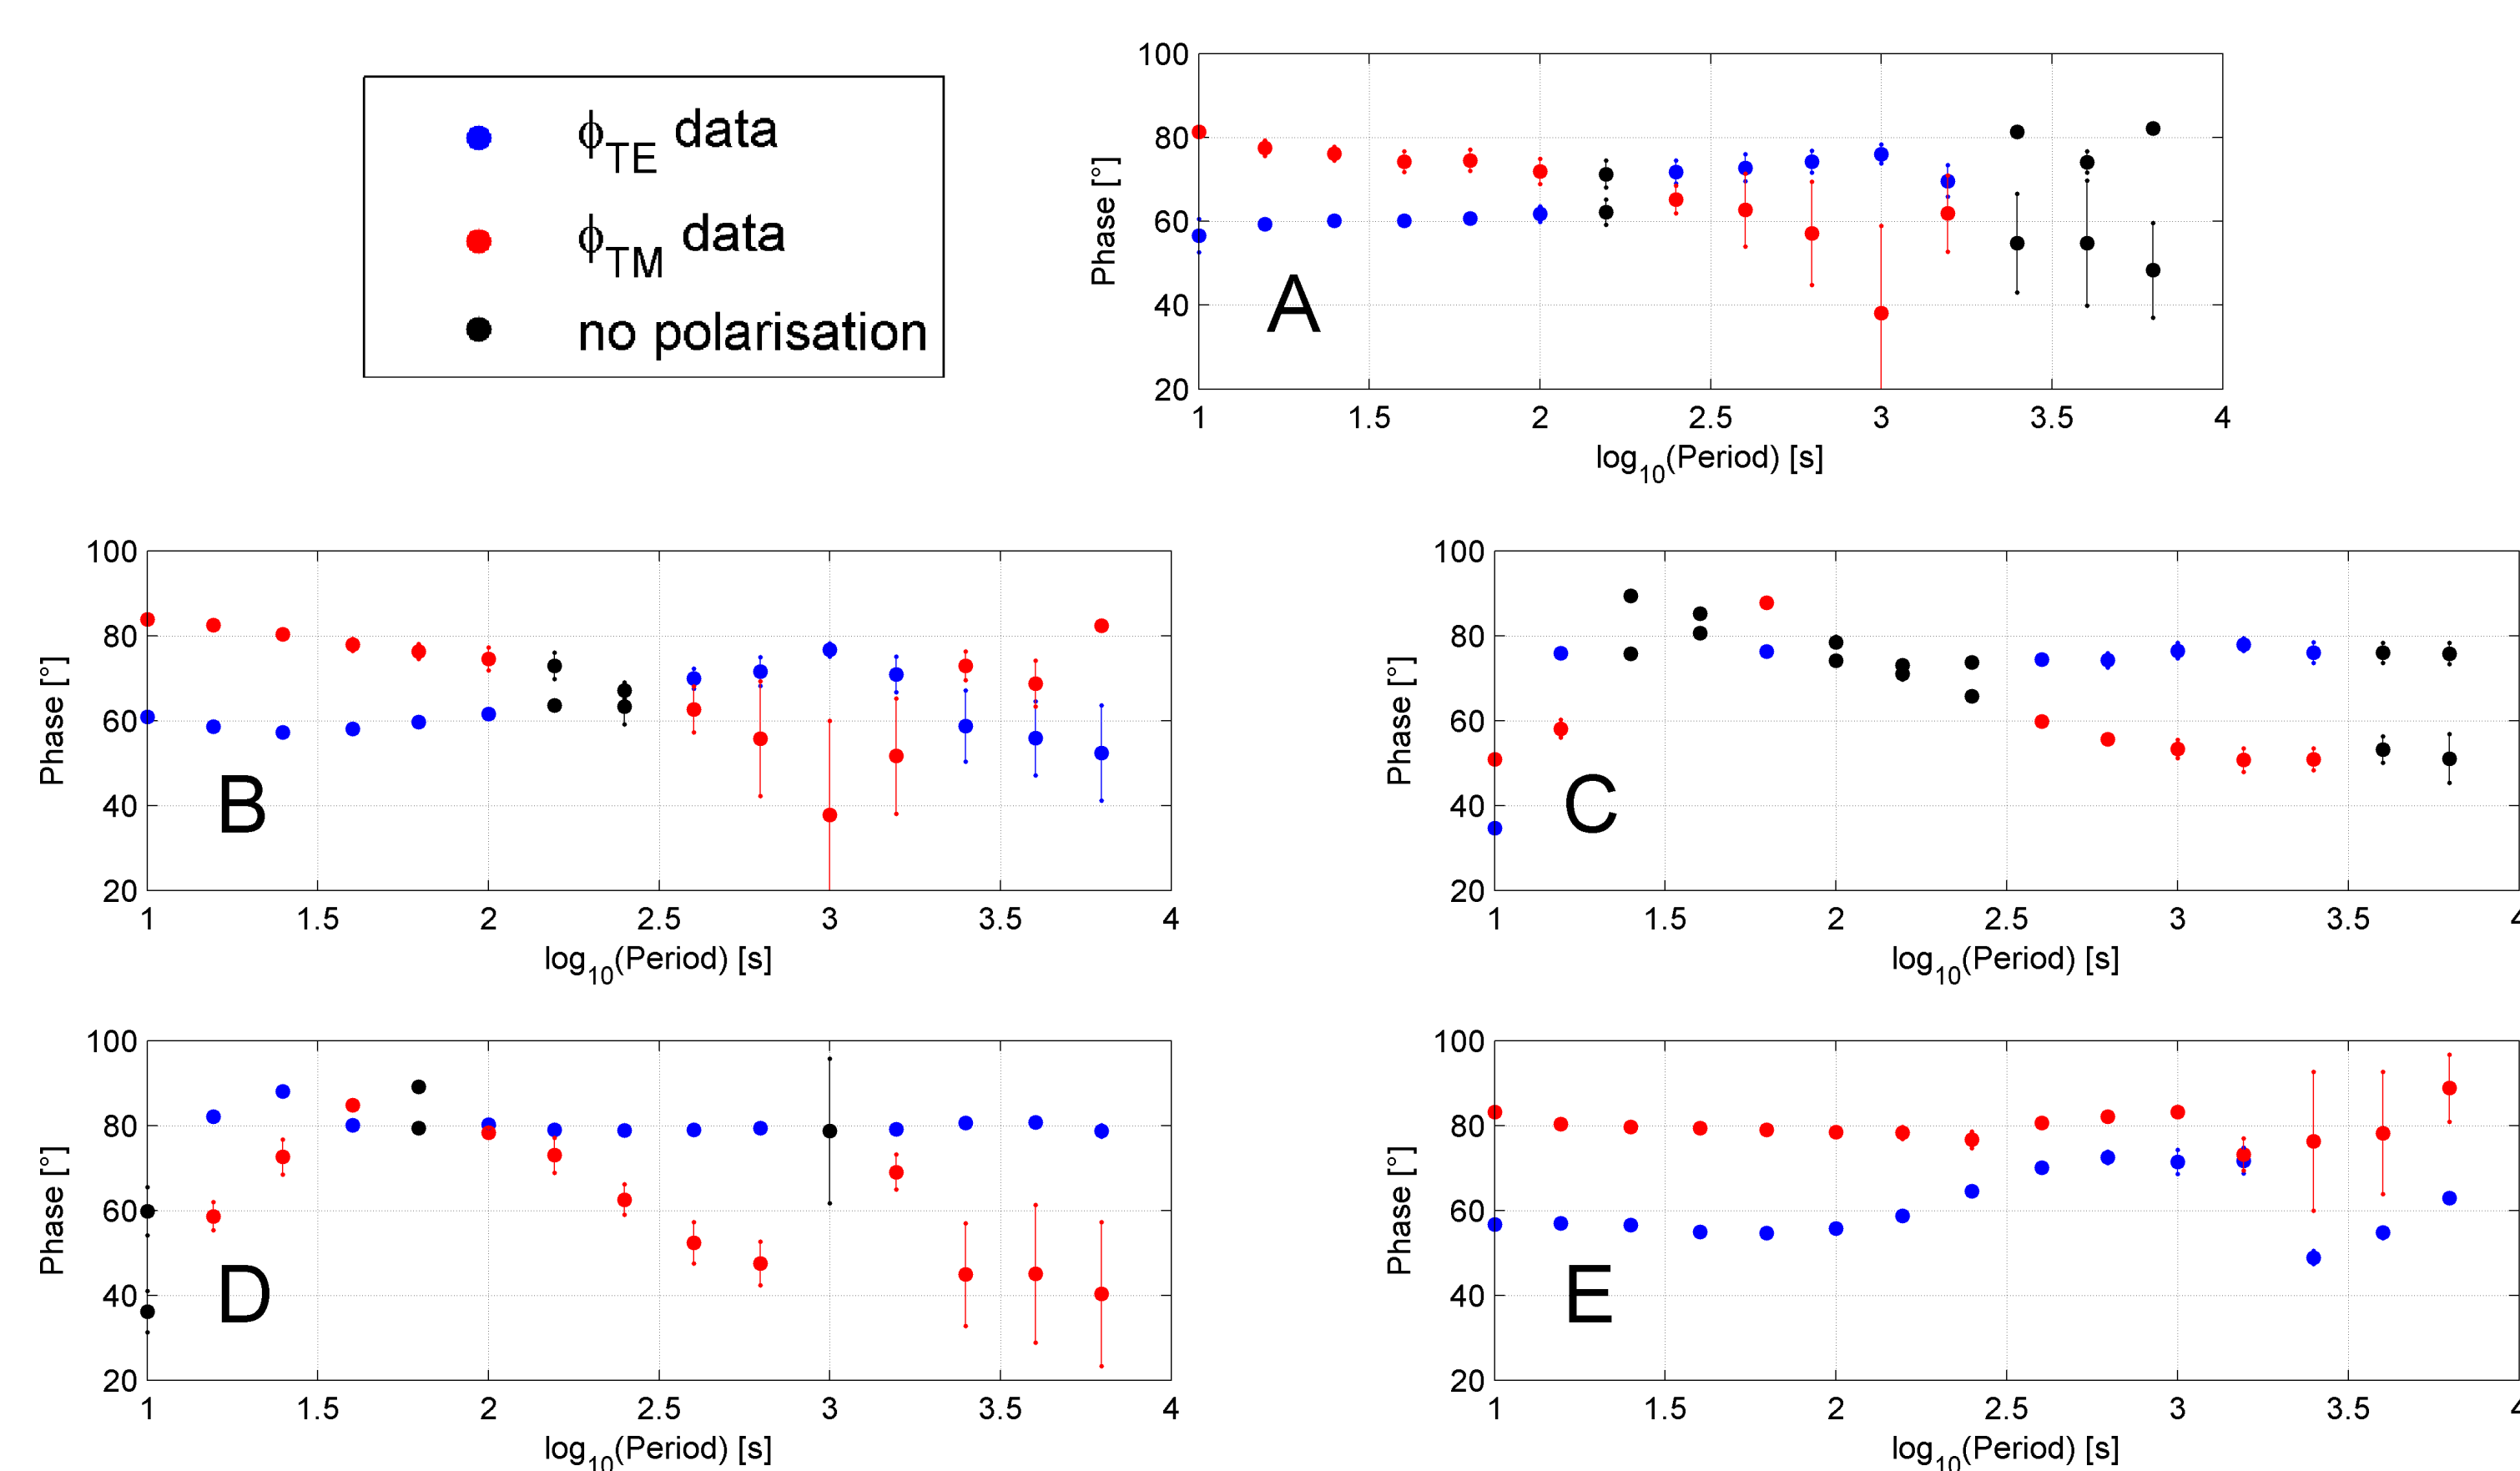 ϕTE data
ϕTM data
no polarisation
100
80
60
40
20
Phase [°]
A
1 1.5 2 2.5 3 3.5 4
log10(Period) [s]
100
80
60
40
20
Phase [°]
B
1 1.5 2 2.5 3 3.5 4
log10(Period) [s]
100
80
60
40
20
Phase [°]
C
1 1.5 2 2.5 3 3.5 4
log10(Period) [s]
100
80
60
40
20
Phase [°]
D
1 1.5 2 2.5 3 3.5 4
log10(Period) [s]
100
80
60
40
20
Phase [°]
E
1 1.5 2 2.5 3 3.5 4
log10(Period) [s]